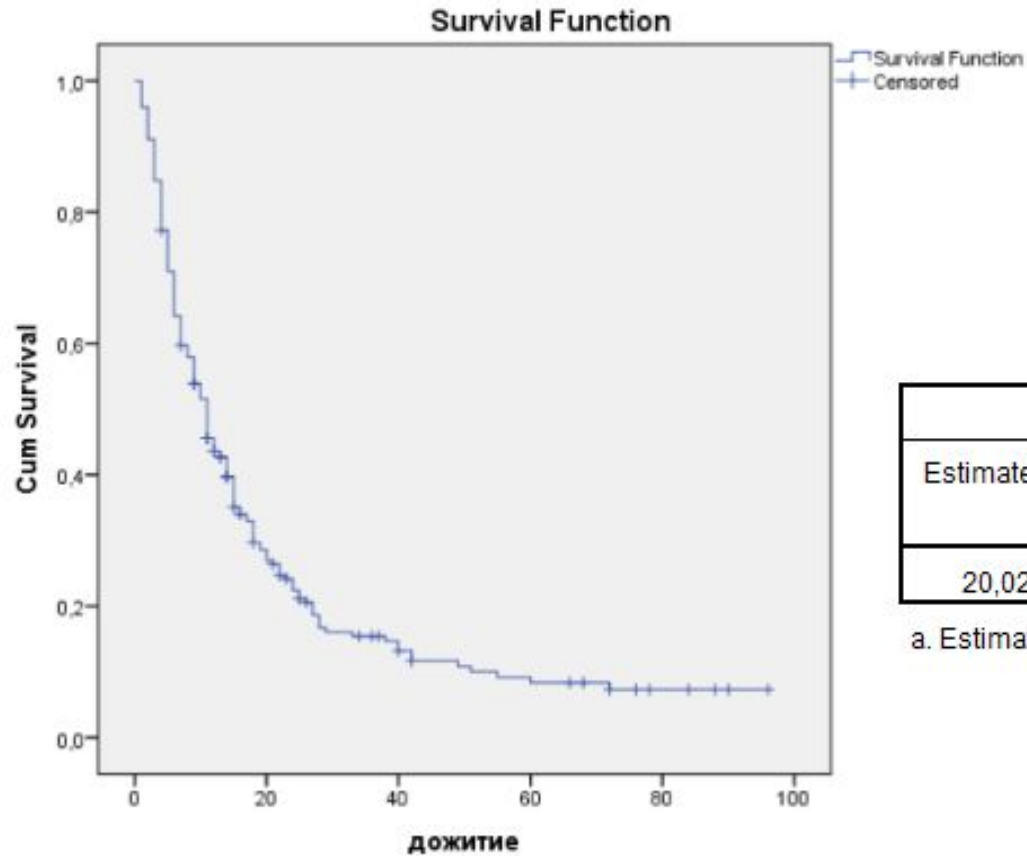 Survival Function
Survival Function
Censored
Cum Survival
1,0
0,8
0,6
0,4
0,2
0,0
0 20 40 60 80 100
дожитие
Estimate
20,02
a. Estima